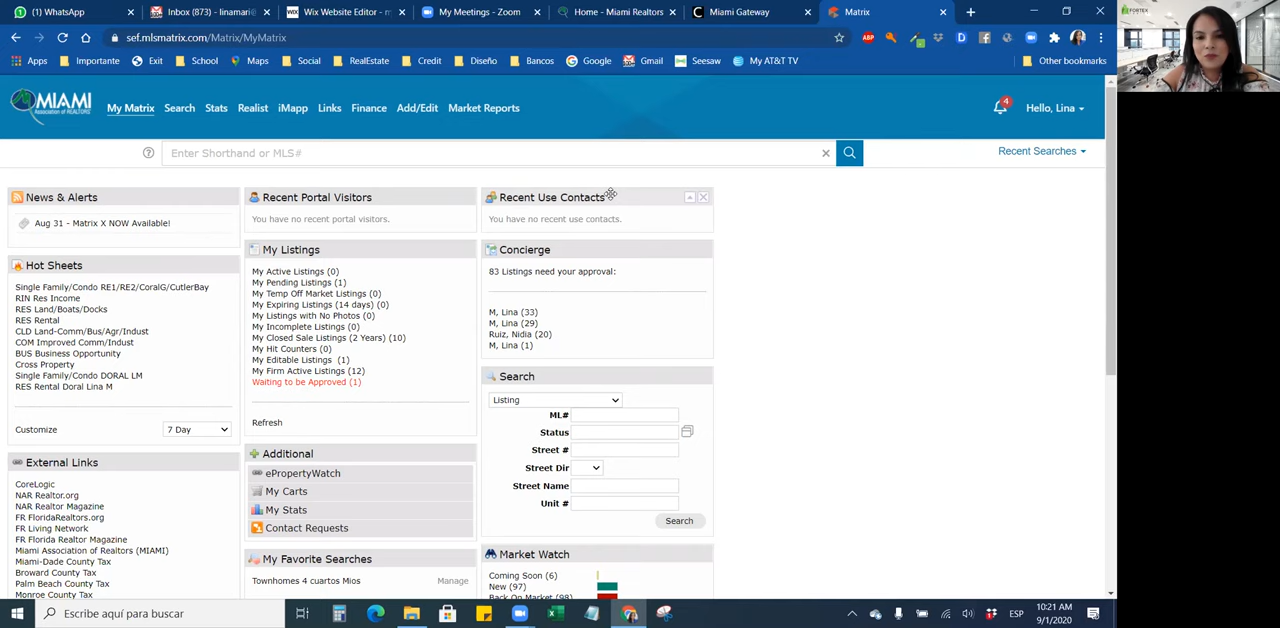 (1) WhatsApp
Inbox (873) - linamari@
Wix Website Editor - m
My Meetings - Zoom
Home - Miami Realtors
Miami Gateway
Matrix
sef.mlsmatrix.com/Matrix/MyMatrix
Apps
Importante
Exit
School
Maps
Social
RealEstate
Credit
Diseño
Bancos
Google
Gmail
Seesaw
My AT&T TV
Other bookmarks
MIAMI
My Matrix
Search
Stats
Realist
iMapp
Links
Finance
Add/Edit
Market Reports
4
Hello, Lina
Enter Shorthand or MLS#
Recent Searches
News & Alerts
Aug 31 - Matrix X NOW Available!
Hot Sheets
Single Family/Condo RE1/RE2/CoralG/CutlerBay
RIN Res Income
RES Land/Boats/Docks
RES Rental
CLD Land-Comm/Bus/Agr/Indust
COM Improved Comm/Indust
BUS Business Opportunity
Cross Property
Single Family/Condo DORAL LM
RES Rental Doral Lina M
Customize
7 Day
External Links
CoreLogic
NAR Realtor.org
NAR Realtor Magazine
FR FloridaRealtors.org
FR Living Network
FR Florida Realtor Magazine
Miami Association of Realtors (MIAMI)
Miami-Dade County Tax
Broward County Tax
Palm Beach County Tax
Monroe County Tax
Recent Portal Visitors
You have no recent portal visitors.
My Listings
My Active Listings (0)
My Pending Listings (1)
My Temp Off Market Listings (0)
My Expiring Listings (14 days) (0)
My Listings with No Photos (0)
My Incomplete Listings (0)
My Closed Sale Listings (2 Years) (10)
My Hit Counters (0)
My Editable Listings (1)
My Firm Active Listings (12)
Waiting to be Approved (1)
Refresh
Additional
ePropertyWatch
My Carts
My Stats
Contact Requests
My Favorite Searches
Townhomes 4 cuartos Mios
Manage
Recent Use Contacts
You have no recent use contacts.
Concierge
83 Listings need your approval:
M, Lina (33)
M, Lina (29)
Ruiz, Nidia (20)
M, Lina (1)
Search
Listing
ML#
Status
Street #
Street Dir
Street Name
Unit #
Search
Market Watch
Coming Soon (6)
New (97)
Back On Market (98)
Escribe aquí para buscar
ESP
10:21 AM
9/1/2020